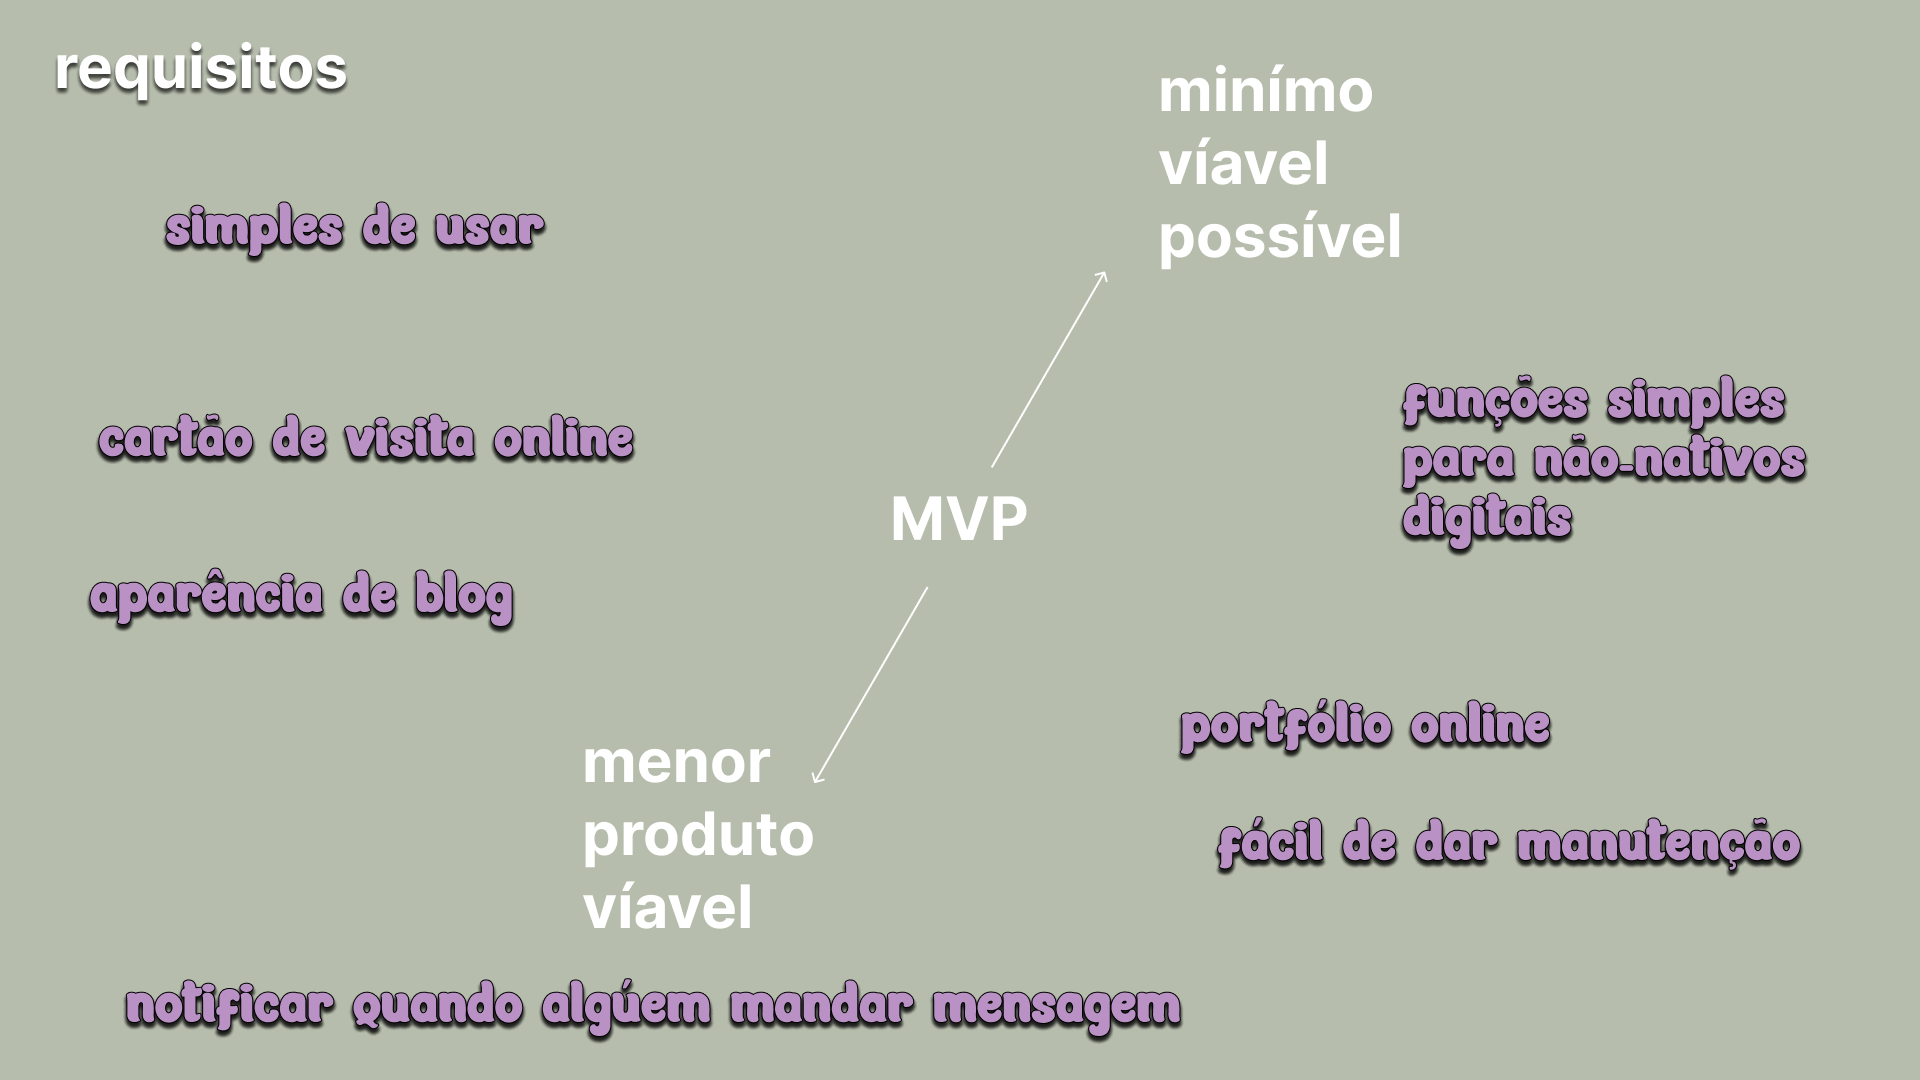 requisitos
minímo
víavel
possível
simples de usar
funções simples
para não-nativos
digitais
cartão de visita online
MVP
aparência de blog
portfólio online
menor
produto
víavel
fácil de dar manutenção
notificar quando algúem mandar mensagem